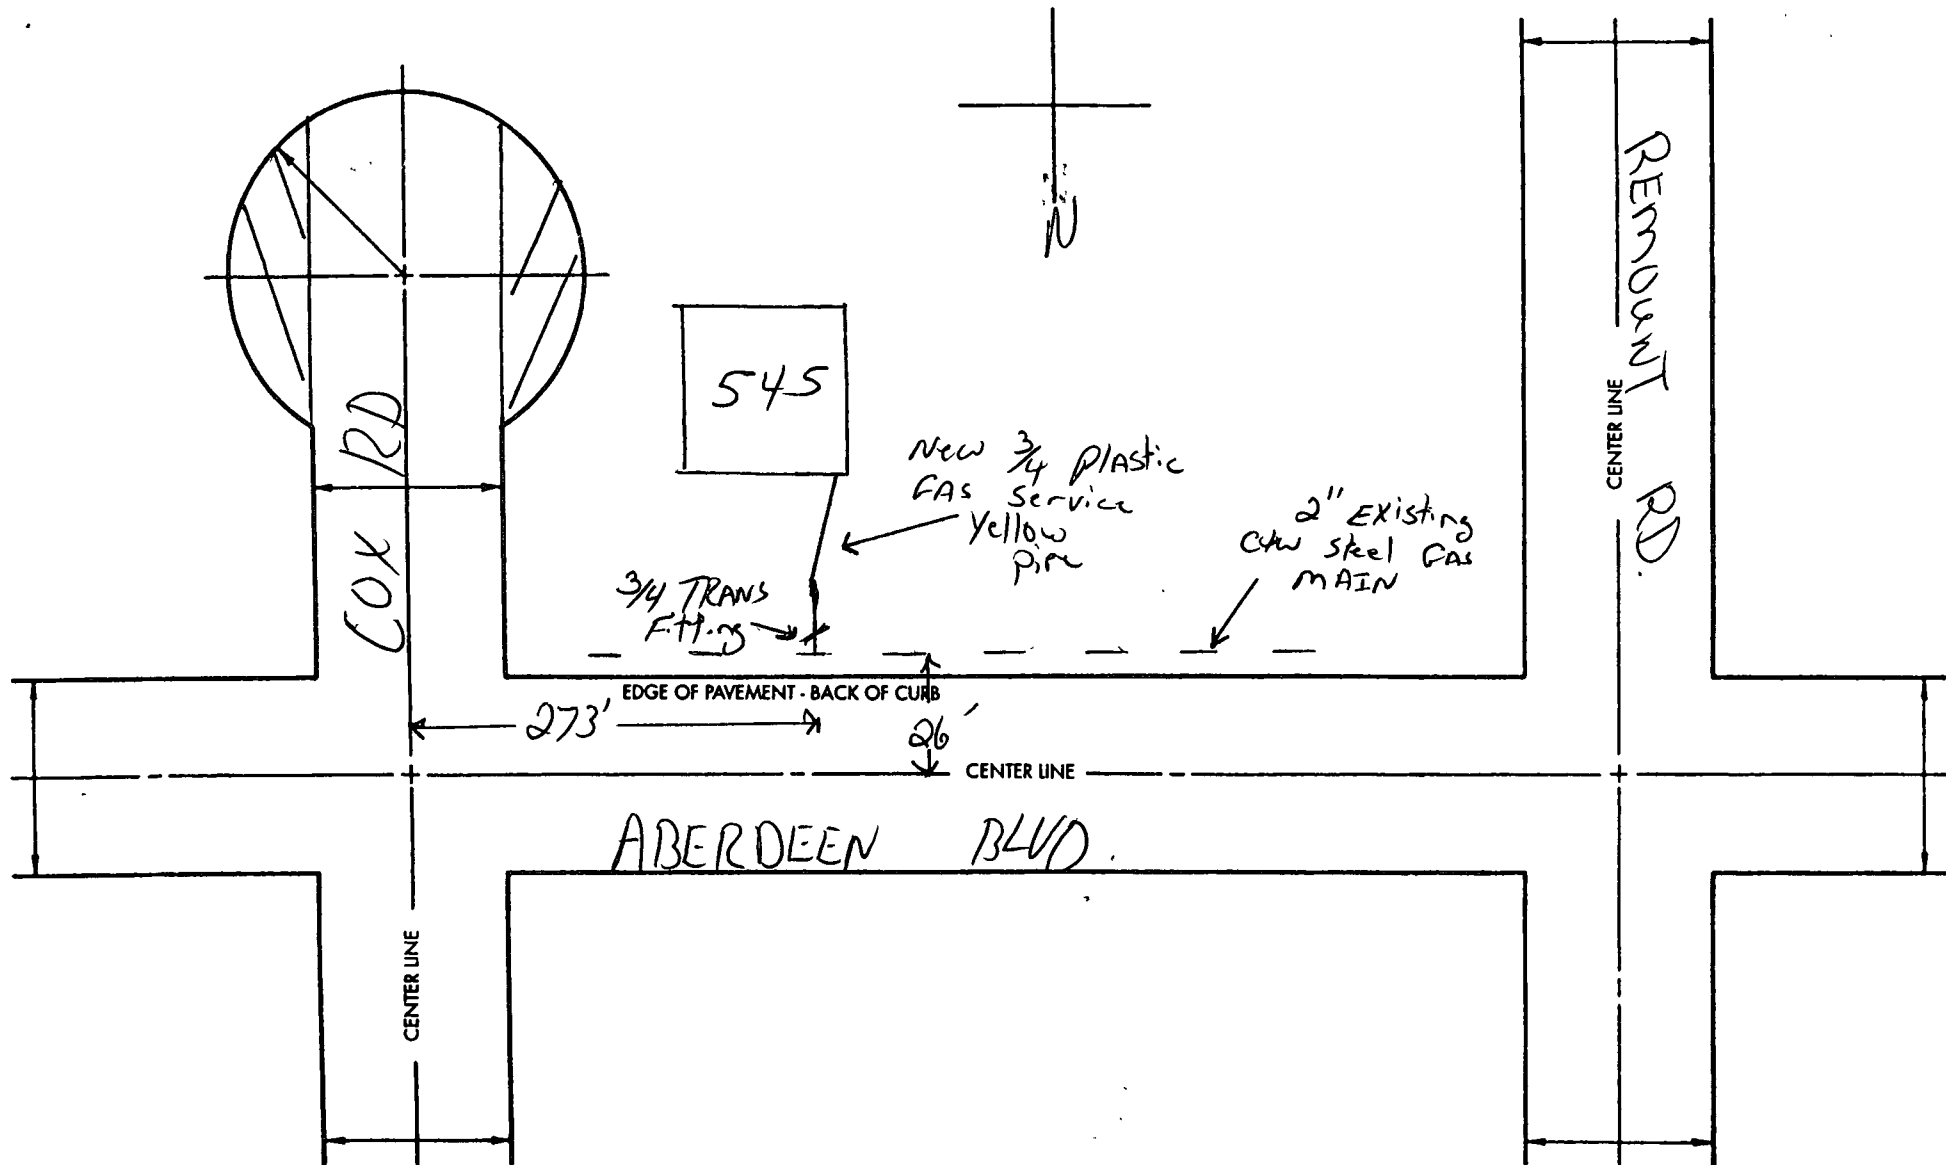 N
REMOUNT RD.
COX RD
545
New 3/4 Plastic
GAS Service
Yellow
Pipe
2" Existing
C&W Steel GAS
MAIN
3/4 TRANS
Fitting
EDGE OF PAVEMENT - BACK OF CURB
273'
26'
CENTER LINE
CENTER LINE
ABERDEEN BLVD.
CENTER LINE